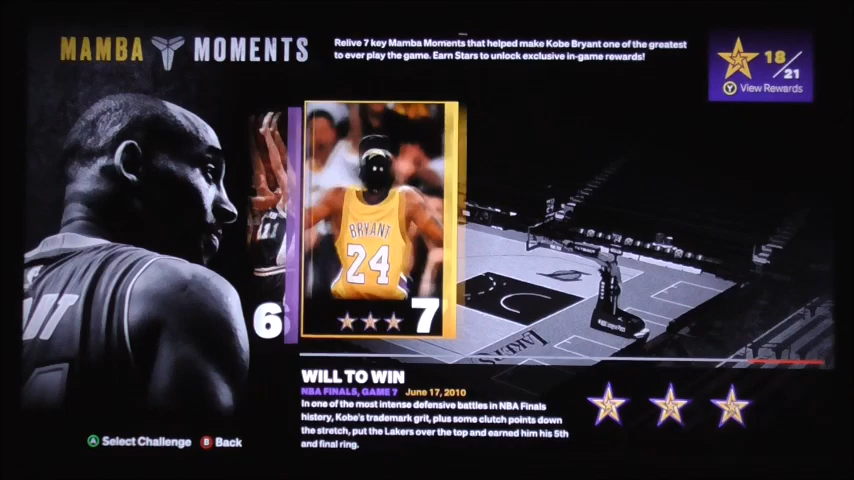 MAMBA MOMENTS
Relive 7 key Mamba Moments that helped make Kobe Bryant one of the greatest
to ever play the game. Earn Stars to unlock exclusive in-game rewards!
18/21
Y View Rewards
BRYANT
24
11
6
7
LAKERS
WILL TO WIN
NBA FINALS, GAME 7 June 17, 2010
In one of the most intense defensive battles in NBA Finals
history, Kobe's trademark grit, plus some clutch points down
the stretch, put the Lakers over the top and earned him his 5th
and final ring.
A Select Challenge B Back